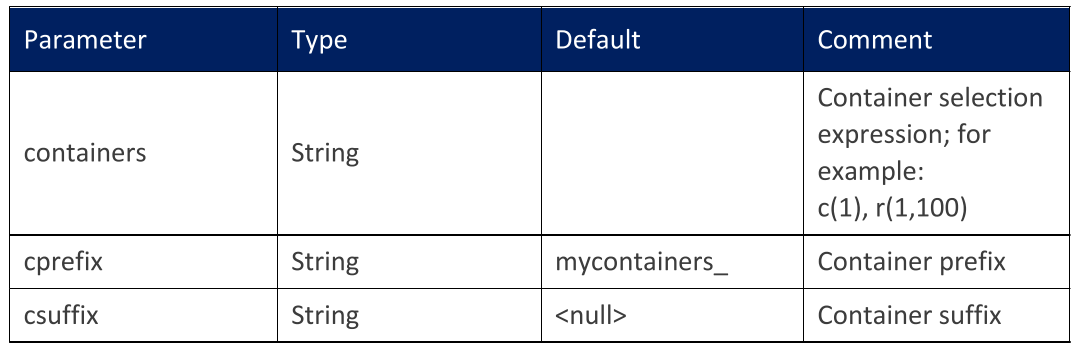 Parameter Type Default Comment
containers String Container selection
expression; for
example:
c(1), r(1,100)
cprefix String mycontainers_ Container prefix
csuffix String <null> Container suffix